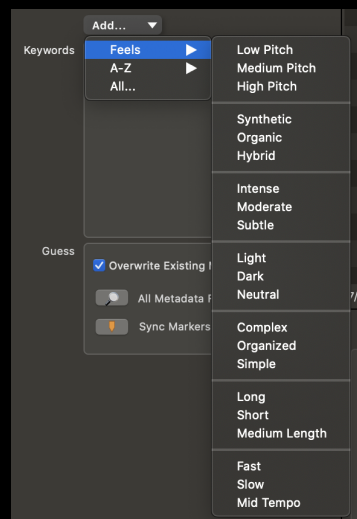 Add...
Keywords
Feels
A-Z
All...
Low Pitch
Medium Pitch
High Pitch
Synthetic
Organic
Hybrid
Intense
Moderate
Subtle
Light
Dark
Neutral
Complex
Organized
Simple
Long
Short
Medium Length
Fast
Slow
Mid Tempo
Guess
Overwrite Existing
All Metadata
Sync Markers